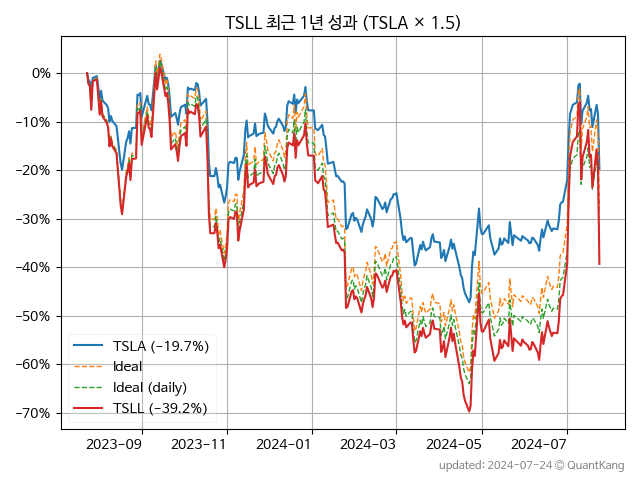 TSLL 최근 1년 성과 (TSLA × 1.5)
0%
−10%
−20%
−30%
−40%
−50%
−60%
−70%
TSLA (−19.7%)
Ideal
Ideal (daily)
TSLL (−39.2%)
2023−09
2023−11
2024−01
2024−03
2024−05
2024−07
updated: 2024-07-24 © QuantKang